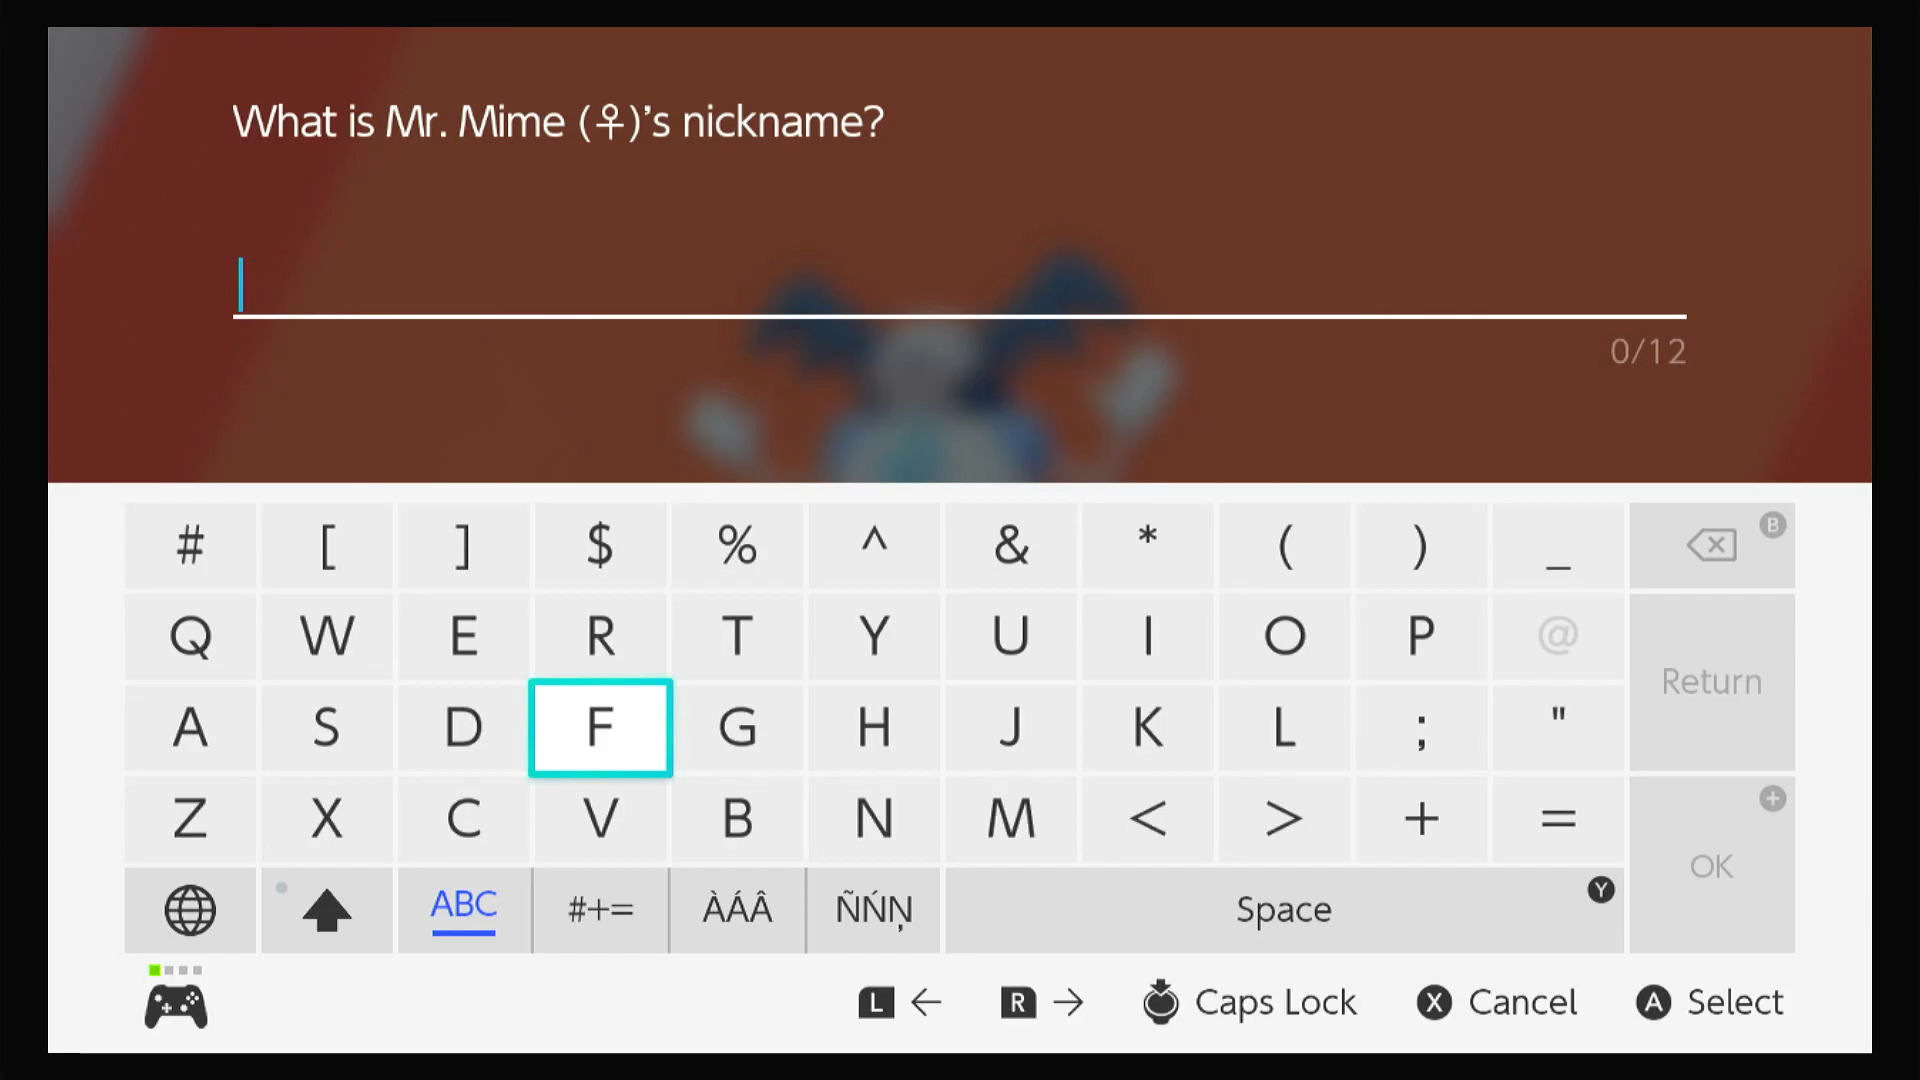 What is Mr. Mime (♀)'s nickname?
0/12
# [ ] $ % ^ & * ( ) _ B
Q W E R T Y U I O P @ Return
A S D F G H J K L ; "
Z X C V B N M < > + = + OK
ABC #+= ÀÁÂ ÑŃŅ Space Y
L ← R → Caps Lock X Cancel A Select